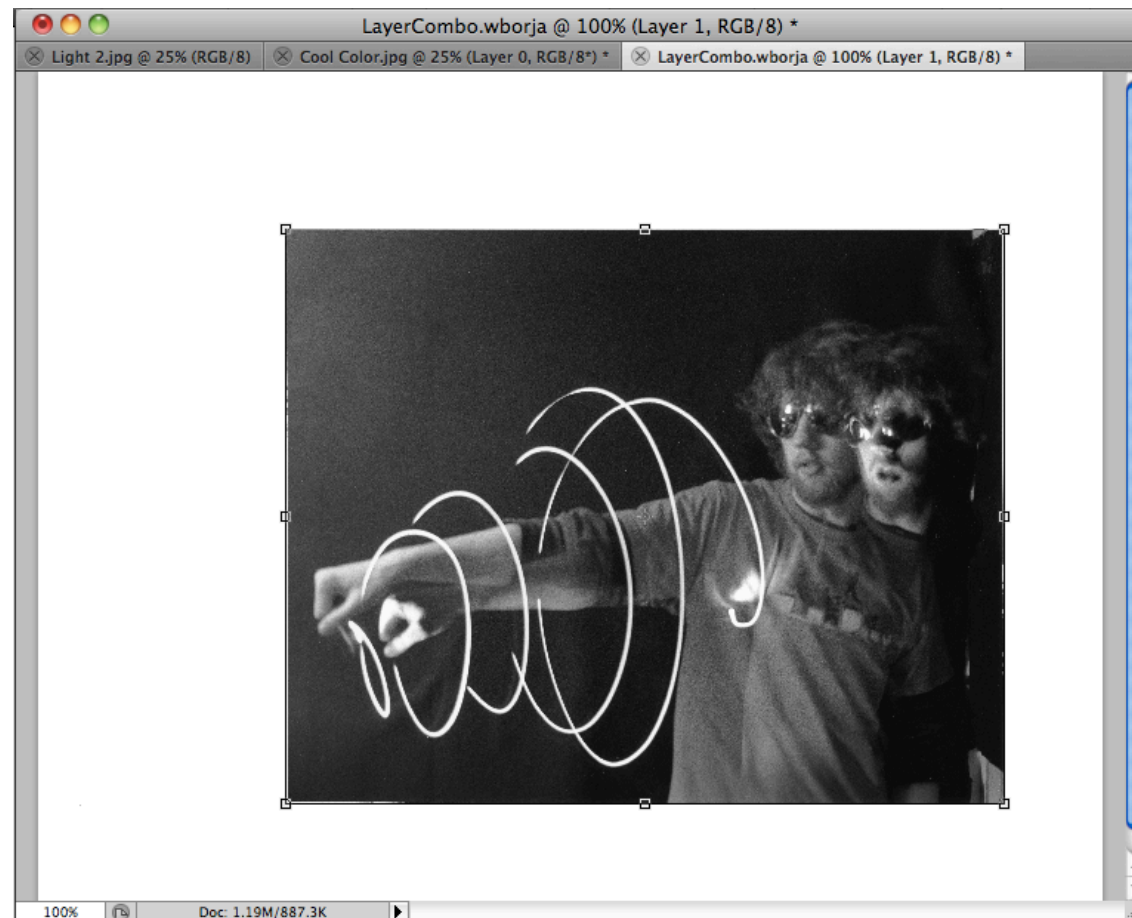 LayerCombo.wborja @ 100% (Layer 1, RGB/8) *
Light 2.jpg @ 25% (RGB/8) Cool Color.jpg @ 25% (Layer 0, RGB/8*) * LayerCombo.wborja @ 100% (Layer 1, RGB/8) *
100% Doc: 1.19M/887.3K